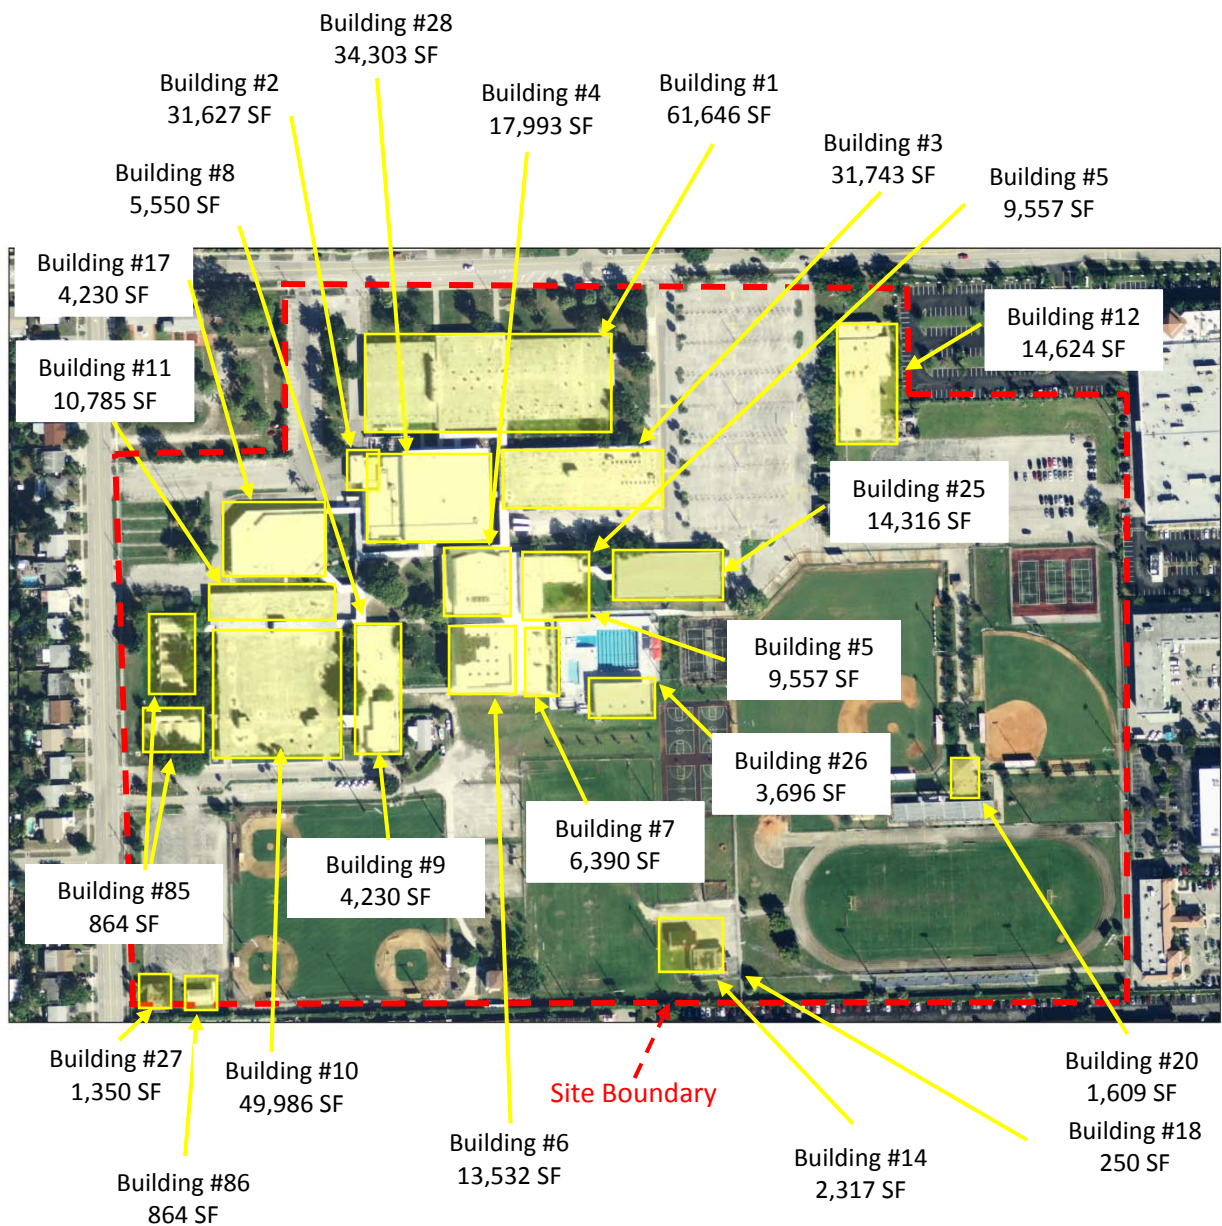 Building #28
34,303 SF
Building #2
31,627 SF
Building #4
17,993 SF
Building #1
61,646 SF
Building #3
31,743 SF
Building #8
5,550 SF
Building #5
9,557 SF
Building #17
4,230 SF
Building #12
14,624 SF
Building #11
10,785 SF
Building #25
14,316 SF
Building #5
9,557 SF
Building #26
3,696 SF
Building #7
6,390 SF
Building #9
4,230 SF
Building #85
864 SF
Building #27
1,350 SF
Building #10
49,986 SF
Site Boundary
Building #20
1,609 SF
Building #6
13,532 SF
Building #18
250 SF
Building #14
2,317 SF
Building #86
864 SF